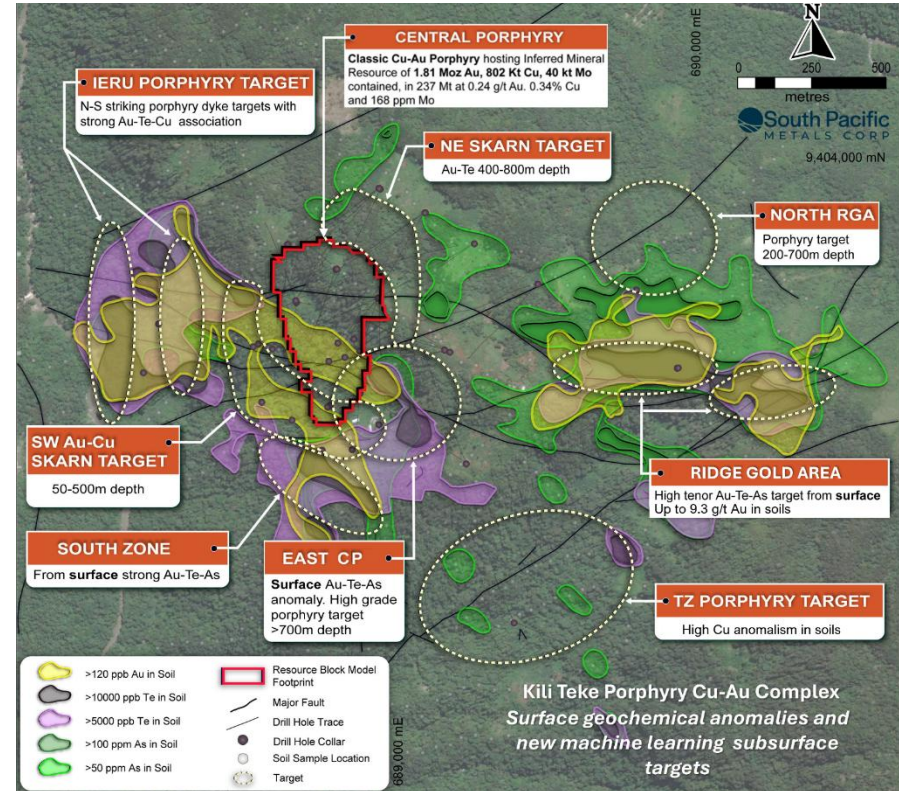 CENTRAL PORPHYRY
Classic Cu-Au Porphyry hosting Inferred Mineral
Resource of 1.81 Moz Au, 802 Kt Cu, 40 kt Mo
contained, in 237 Mt at 0.24 g/t Au. 0.34% Cu
and 168 ppm Mo
690,000 mE
N
0 250 500
metres
South Pacific
METALS CORP
9,404,000 mN
IERU PORPHYRY TARGET
N-S striking porphyry dyke targets with
strong Au-Te-Cu association
NE SKARN TARGET
Au-Te 400-800m depth
NORTH RGA
Porphyry target
200-700m depth
SW Au-Cu
SKARN TARGET
50-500m depth
RIDGE GOLD AREA
High tenor Au-Te-As target from surface
Up to 9.3 g/t Au in soils
SOUTH ZONE
From surface strong Au-Te-As
EAST CP
Surface Au-Te-As
anomaly. High grade
porphyry target
>700m depth
TZ PORPHYRY TARGET
High Cu anomalism in soils
>120 ppb Au in Soil
>10000 ppb Te in Soil
>5000 ppb Te in Soil
>100 ppm As in Soil
>50 ppm As in Soil
Resource Block Model
Footprint
Major Fault
Drill Hole Trace
Drill Hole Collar
Soil Sample Location
Target
689,000 mE
Kili Teke Porphyry Cu-Au Complex
Surface geochemical anomalies and
new machine learning subsurface
targets